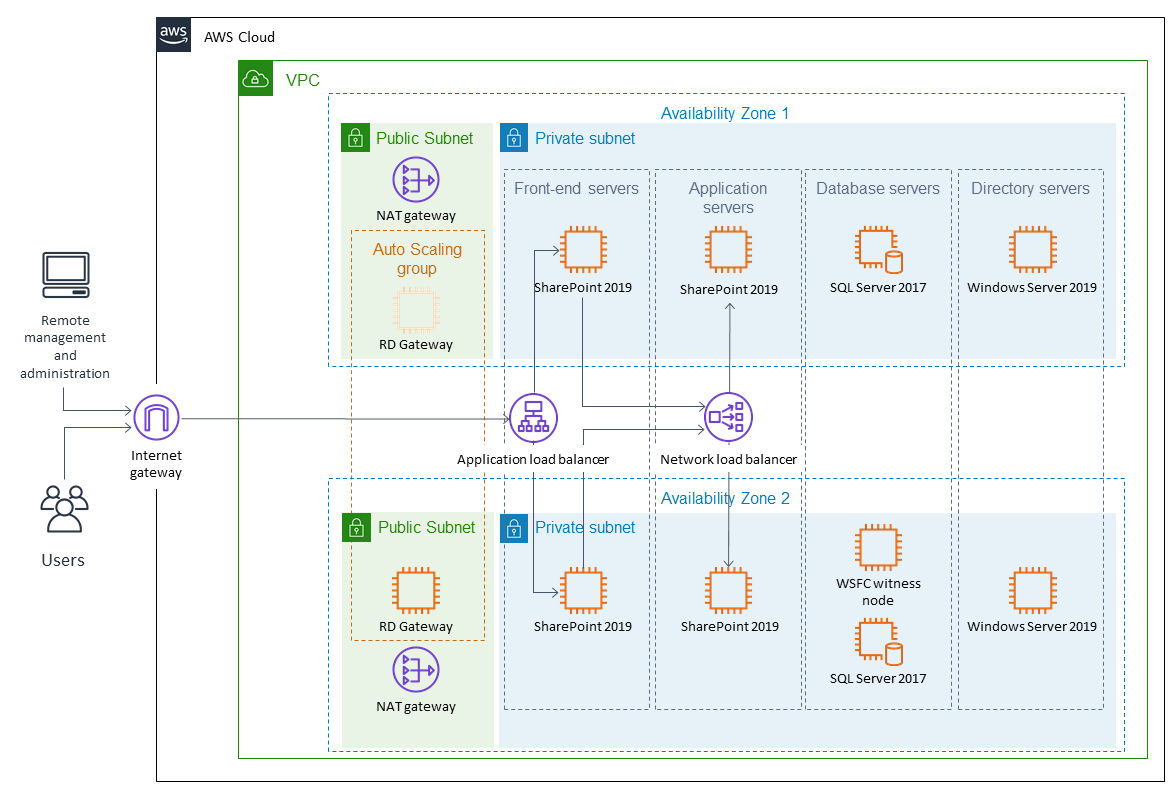 aws
AWS Cloud
VPC
Availability Zone 1
Public Subnet
Private subnet
NAT gateway
Auto Scaling
group
RD Gateway
Front-end servers
SharePoint 2019
Application
servers
SharePoint 2019
Database servers
SQL Server 2017
Directory servers
Windows Server 2019
Remote
management
and
administration
Internet
gateway
Users
Application load balancer
Network load balancer
Availability Zone 2
Public Subnet
Private subnet
RD Gateway
NAT gateway
SharePoint 2019
SharePoint 2019
WSFC witness
node
SQL Server 2017
Windows Server 2019